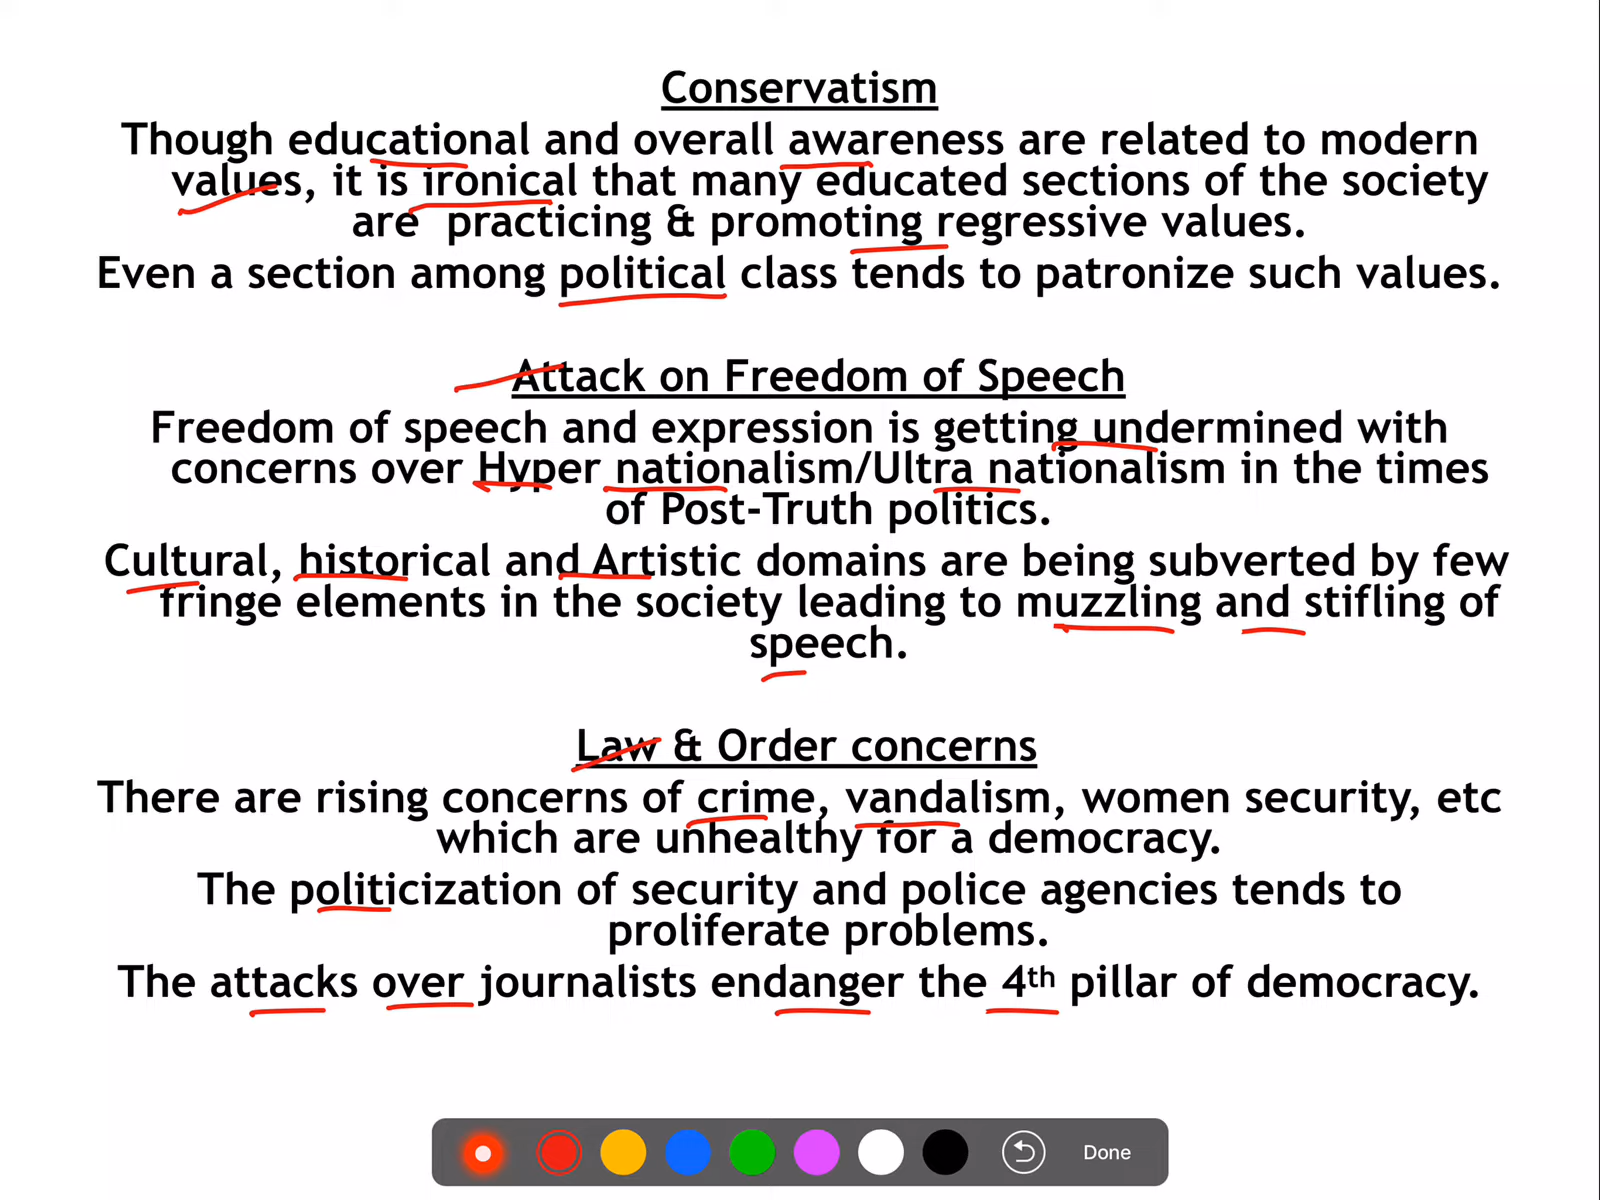 Conservatism
Though educational and overall awareness are related to modern
values, it is ironical that many educated sections of the society
are practicing & promoting regressive values.
Even a section among political class tends to patronize such values.
Attack on Freedom of Speech
Freedom of speech and expression is getting undermined with
concerns over Hyper nationalism/Ultra nationalism in the times
of Post-Truth politics.
Cultural, historical and Artistic domains are being subverted by few
fringe elements in the society leading to muzzling and stifling of
speech.
Law & Order concerns
There are rising concerns of crime, vandalism, women security, etc
which are unhealthy for a democracy.
The politicization of security and police agencies tends to
proliferate problems.
The attacks over journalists endanger the 4th pillar of democracy.
Done